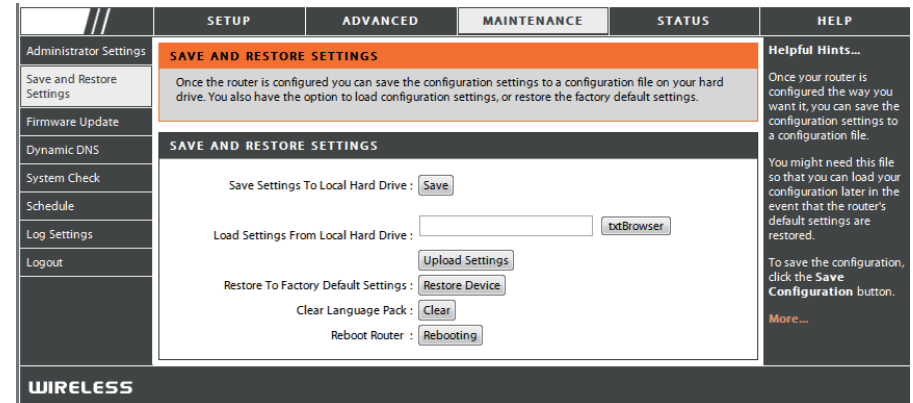 SETUP ADVANCED MAINTENANCE STATUS HELP
Administrator Settings
Save and Restore
Settings
Firmware Update
Dynamic DNS
System Check
Schedule
Log Settings
Logout
SAVE AND RESTORE SETTINGS
Once the router is configured you can save the configuration settings to a configuration file on your hard
drive. You also have the option to load configuration settings, or restore the factory default settings.
SAVE AND RESTORE SETTINGS
Save Settings To Local Hard Drive : Save
Load Settings From Local Hard Drive : txtBrowser
Upload Settings
Restore To Factory Default Settings : Restore Device
Clear Language Pack : Clear
Reboot Router : Rebooting
Helpful Hints...
Once your router is
configured the way you
want it, you can save the
configuration settings to
a configuration file.
You might need this file
so that you can load your
configuration later in the
event that the router's
default settings are
restored.
To save the configuration,
click the Save
Configuration button.
More...
WIRELESS